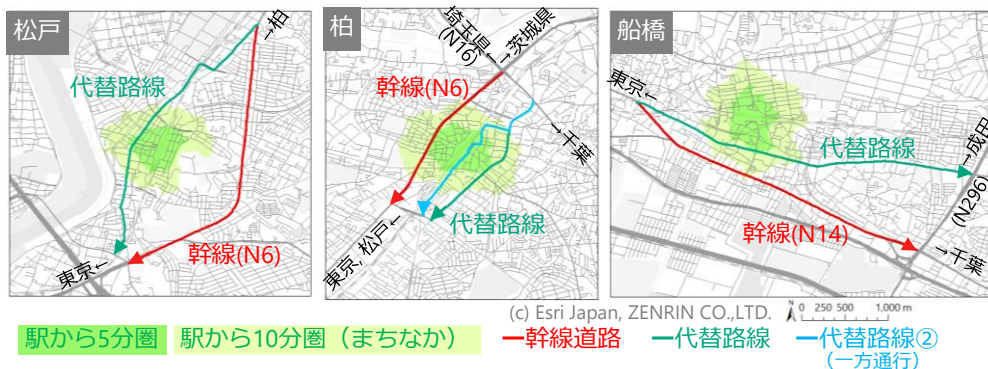 松戸
→柏
代替路線
幹線(N6)
東京←
柏
埼玉県←
(N16)
→茨城県
幹線(N6)
→千葉
代替路線
東京, 松戸←
船橋
東京←
代替路線
→成田
(N296)
幹線(N14)
→千葉
(c) Esri Japan, ZENRIN CO.,LTD.
N
0 250 500 1,000 m
駅から5分圏
駅から10分圏（まちなか）
幹線道路
代替路線
代替路線②
（一方通行）